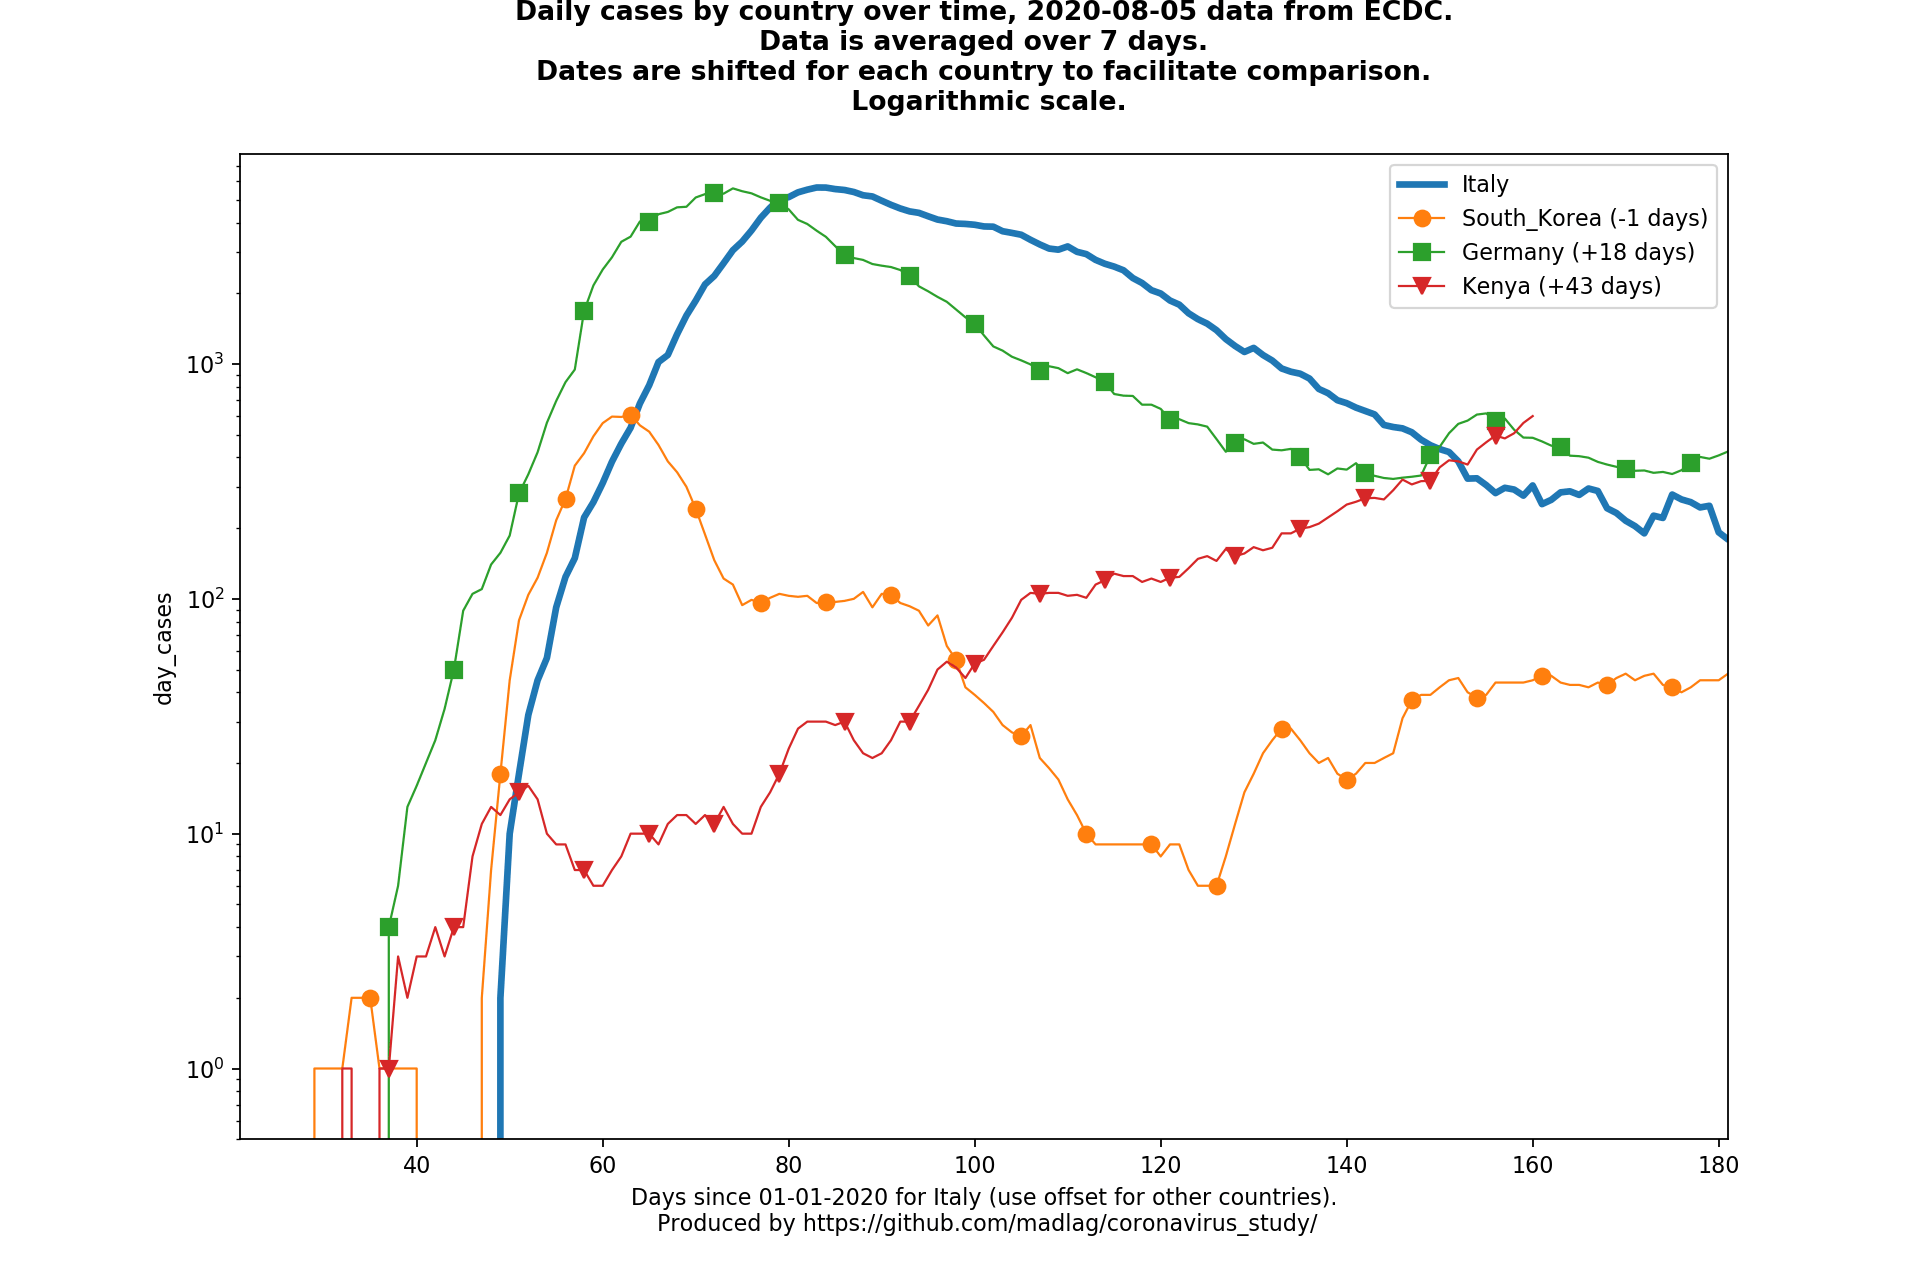 Daily cases by country over time, 2020-08-05 data from ECDC.
Data is averaged over 7 days.
Dates are shifted for each country to facilitate comparison.
Logarithmic scale.
Italy
South_Korea (-1 days)
Germany (+18 days)
Kenya (+43 days)
10³
10²
10¹
10⁰
day_cases
40 60 80 100 120 140 160 180
Days since 01-01-2020 for Italy (use offset for other countries).
Produced by https://github.com/madlag/coronavirus_study/